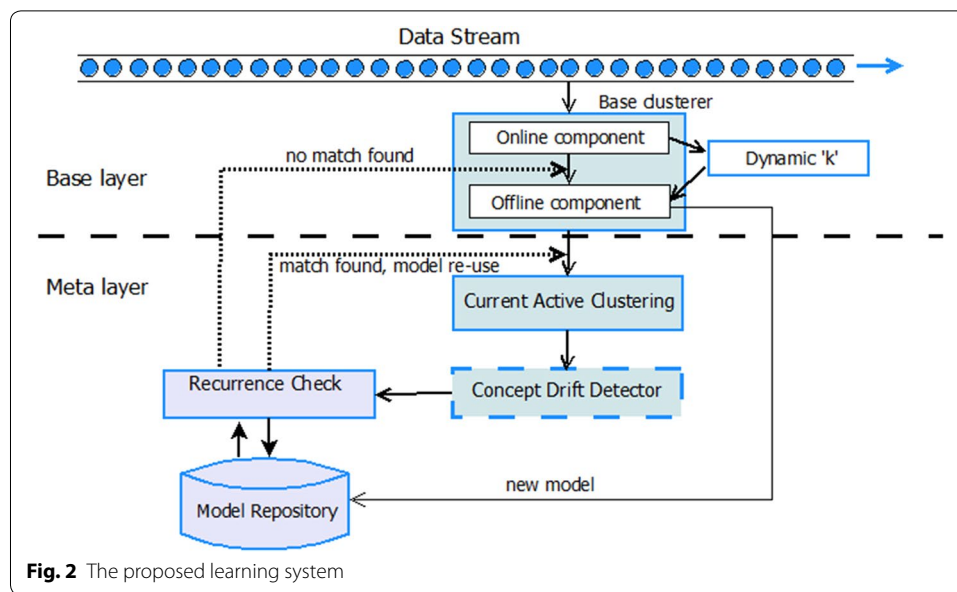 Data Stream
Base clusterer
Online component
no match found
Dynamic 'k'
Base layer
Offline component
match found, model re-use
Meta layer
Current Active Clustering
Recurrence Check
Concept Drift Detector
new model
Model Repository
Fig. 2 The proposed learning system